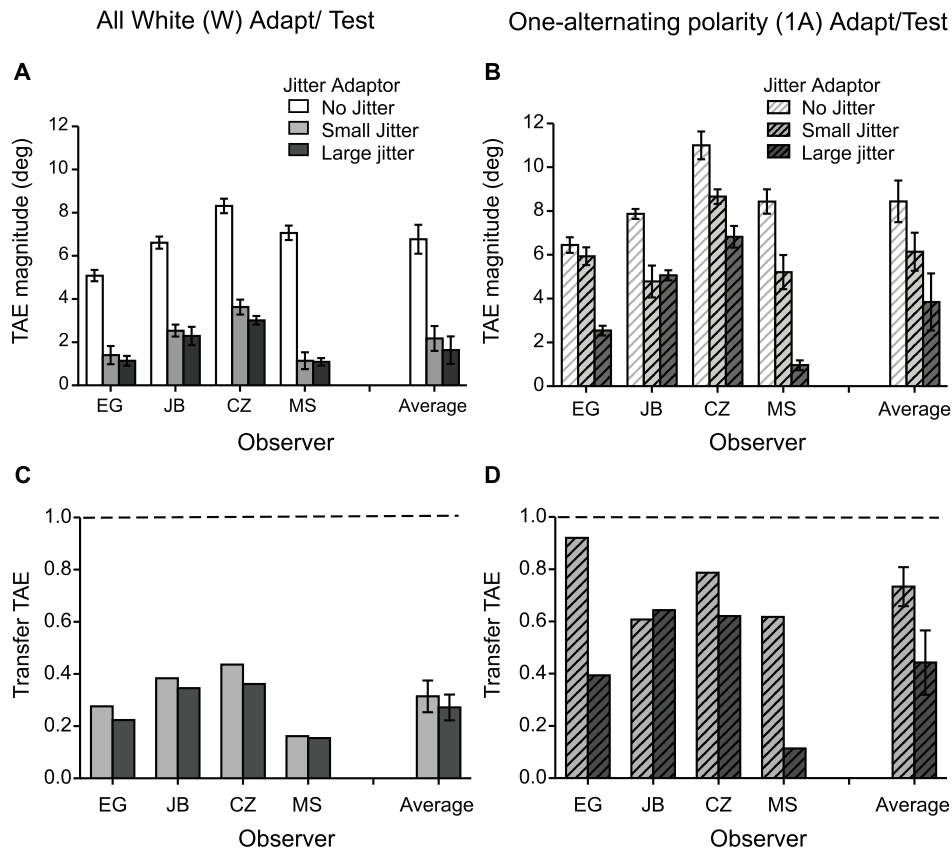 All White (W) Adapt/ Test
One-alternating polarity (1A) Adapt/Test
A
Jitter Adaptor
No Jitter
Small Jitter
Large jitter
TAE magnitude (deg)
12
10
8
6
4
2
0
EG JB CZ MS Average
Observer
B
Jitter Adaptor
No Jitter
Small Jitter
Large jitter
TAE magnitude (deg)
12
10
8
6
4
2
0
EG JB CZ MS Average
Observer
C
Transfer TAE
1.0
0.8
0.6
0.4
0.2
0.0
EG JB CZ MS Average
Observer
D
Transfer TAE
1.0
0.8
0.6
0.4
0.2
0.0
EG JB CZ MS Average
Observer